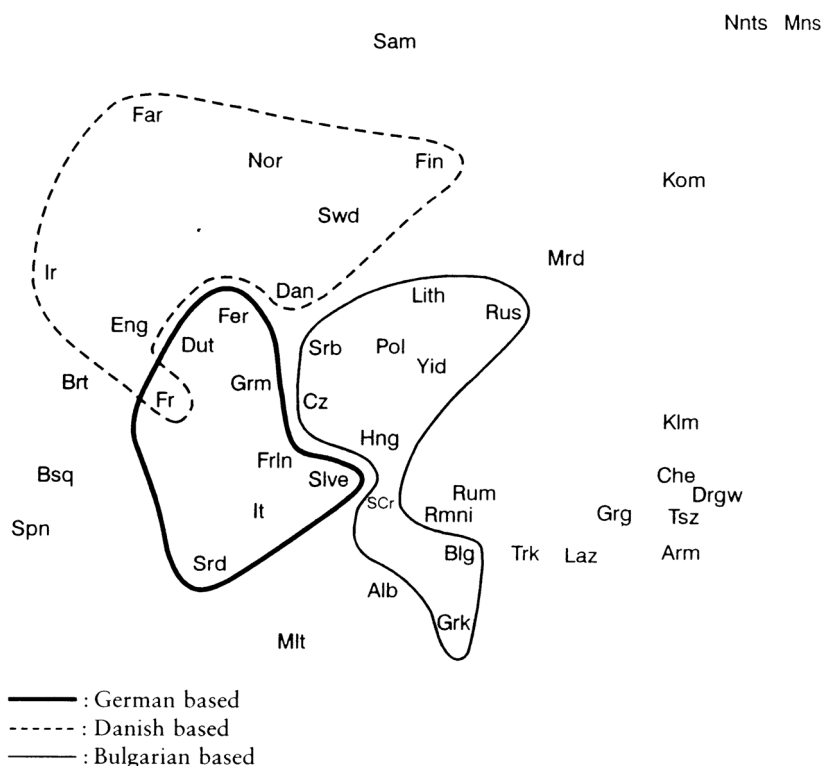 Nnts Mns
Sam
Far
Nor Fin
Kom
Swd
Mrd
Ir
Dan Lith
Rus
Eng Fer
Dut Srb Pol
Yid
Brt Grm
Fr Cz
Klm
Hng
Frln
Bsq Slve Che
Rum Drgw
It SCr Rmni Grg Tsz
Spn
Srd Blg Trk Laz Arm
Alb
Grk
Mlt
: German based
: Danish based
: Bulgarian based